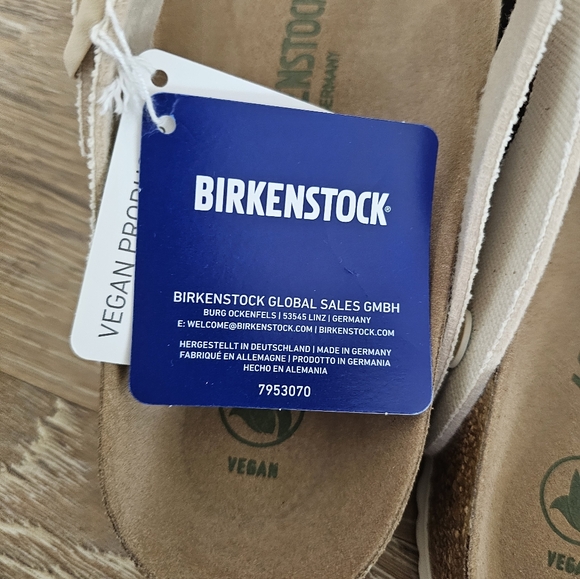 BIRKENSTOCK®
BIRKENSTOCK GLOBAL SALES GMBH
BURG OCKENFELS | 53545 LINZ | GERMANY
E: WELCOME@BIRKENSTOCK.COM | BIRKENSTOCK.COM
HERGESTELLT IN DEUTSCHLAND | MADE IN GERMANY
FABRIQUÉ EN ALLEMAGNE | PRODOTTO IN GERMANIA
HECHO EN ALEMANIA
7953070
VEGAN
GERMANY
VEGAN